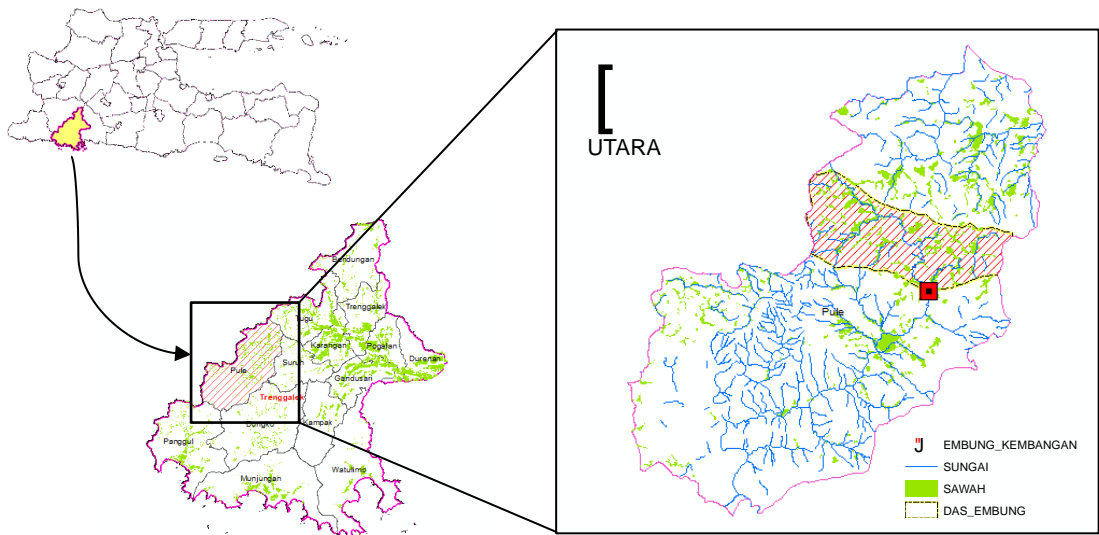 [
UTARA
Bendungan
Trenggalek
Tugu
Karangan
Pogalan
Durenan
Suruh
Pule
Gandusari
Trenggalek
Dongko
Kampak
Panggul
Watulimo
Munjungan
Pule
"J EMBUNG_KEMBANGAN
SUNGAI
SAWAH
DAS_EMBUNG